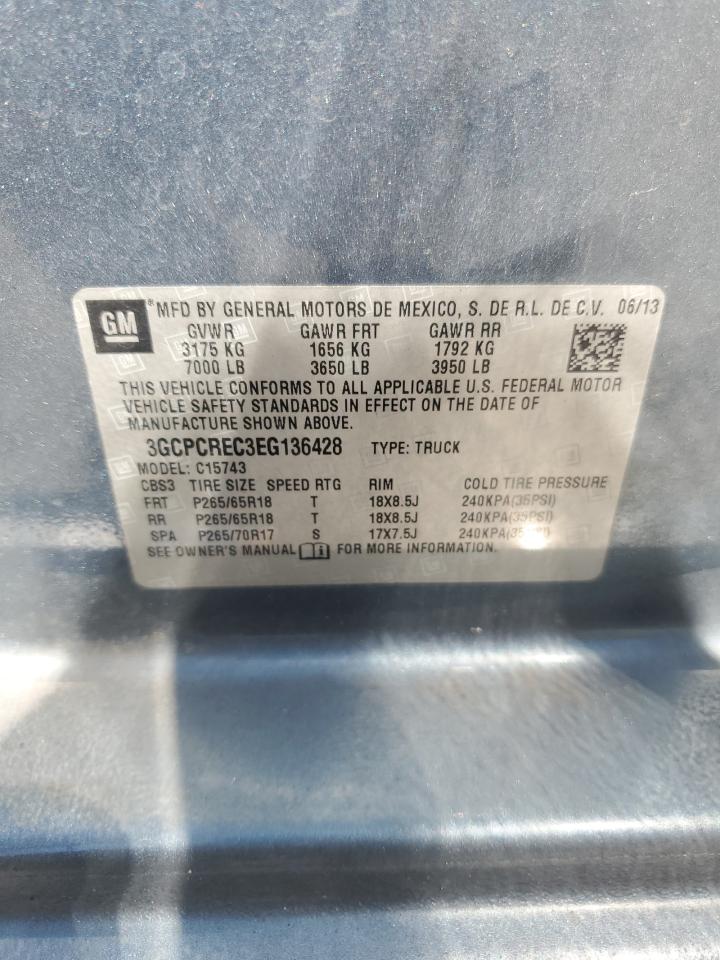 GM ® MFD BY GENERAL MOTORS DE MEXICO, S. DE R.L. DE C.V. 06/13
GVWR GAWR FRT GAWR RR
3175 KG 1656 KG 1792 KG
7000 LB 3650 LB 3950 LB
THIS VEHICLE CONFORMS TO ALL APPLICABLE U.S. FEDERAL MOTOR
VEHICLE SAFETY STANDARDS IN EFFECT ON THE DATE OF
MANUFACTURE SHOWN ABOVE.
3GCPCREC3EG136428 TYPE: TRUCK
MODEL: C15743
CBS3 TIRE SIZE SPEED RTG RIM COLD TIRE PRESSURE
FRT P265/65R18 T 18X8.5J 240KPA(35PSI)
RR P265/65R18 T 18X8.5J 240KPA(35PSI)
SPA P265/70R17 S 17X7.5J
SEE OWNER'S MANUAL FOR MORE INFORMATION.